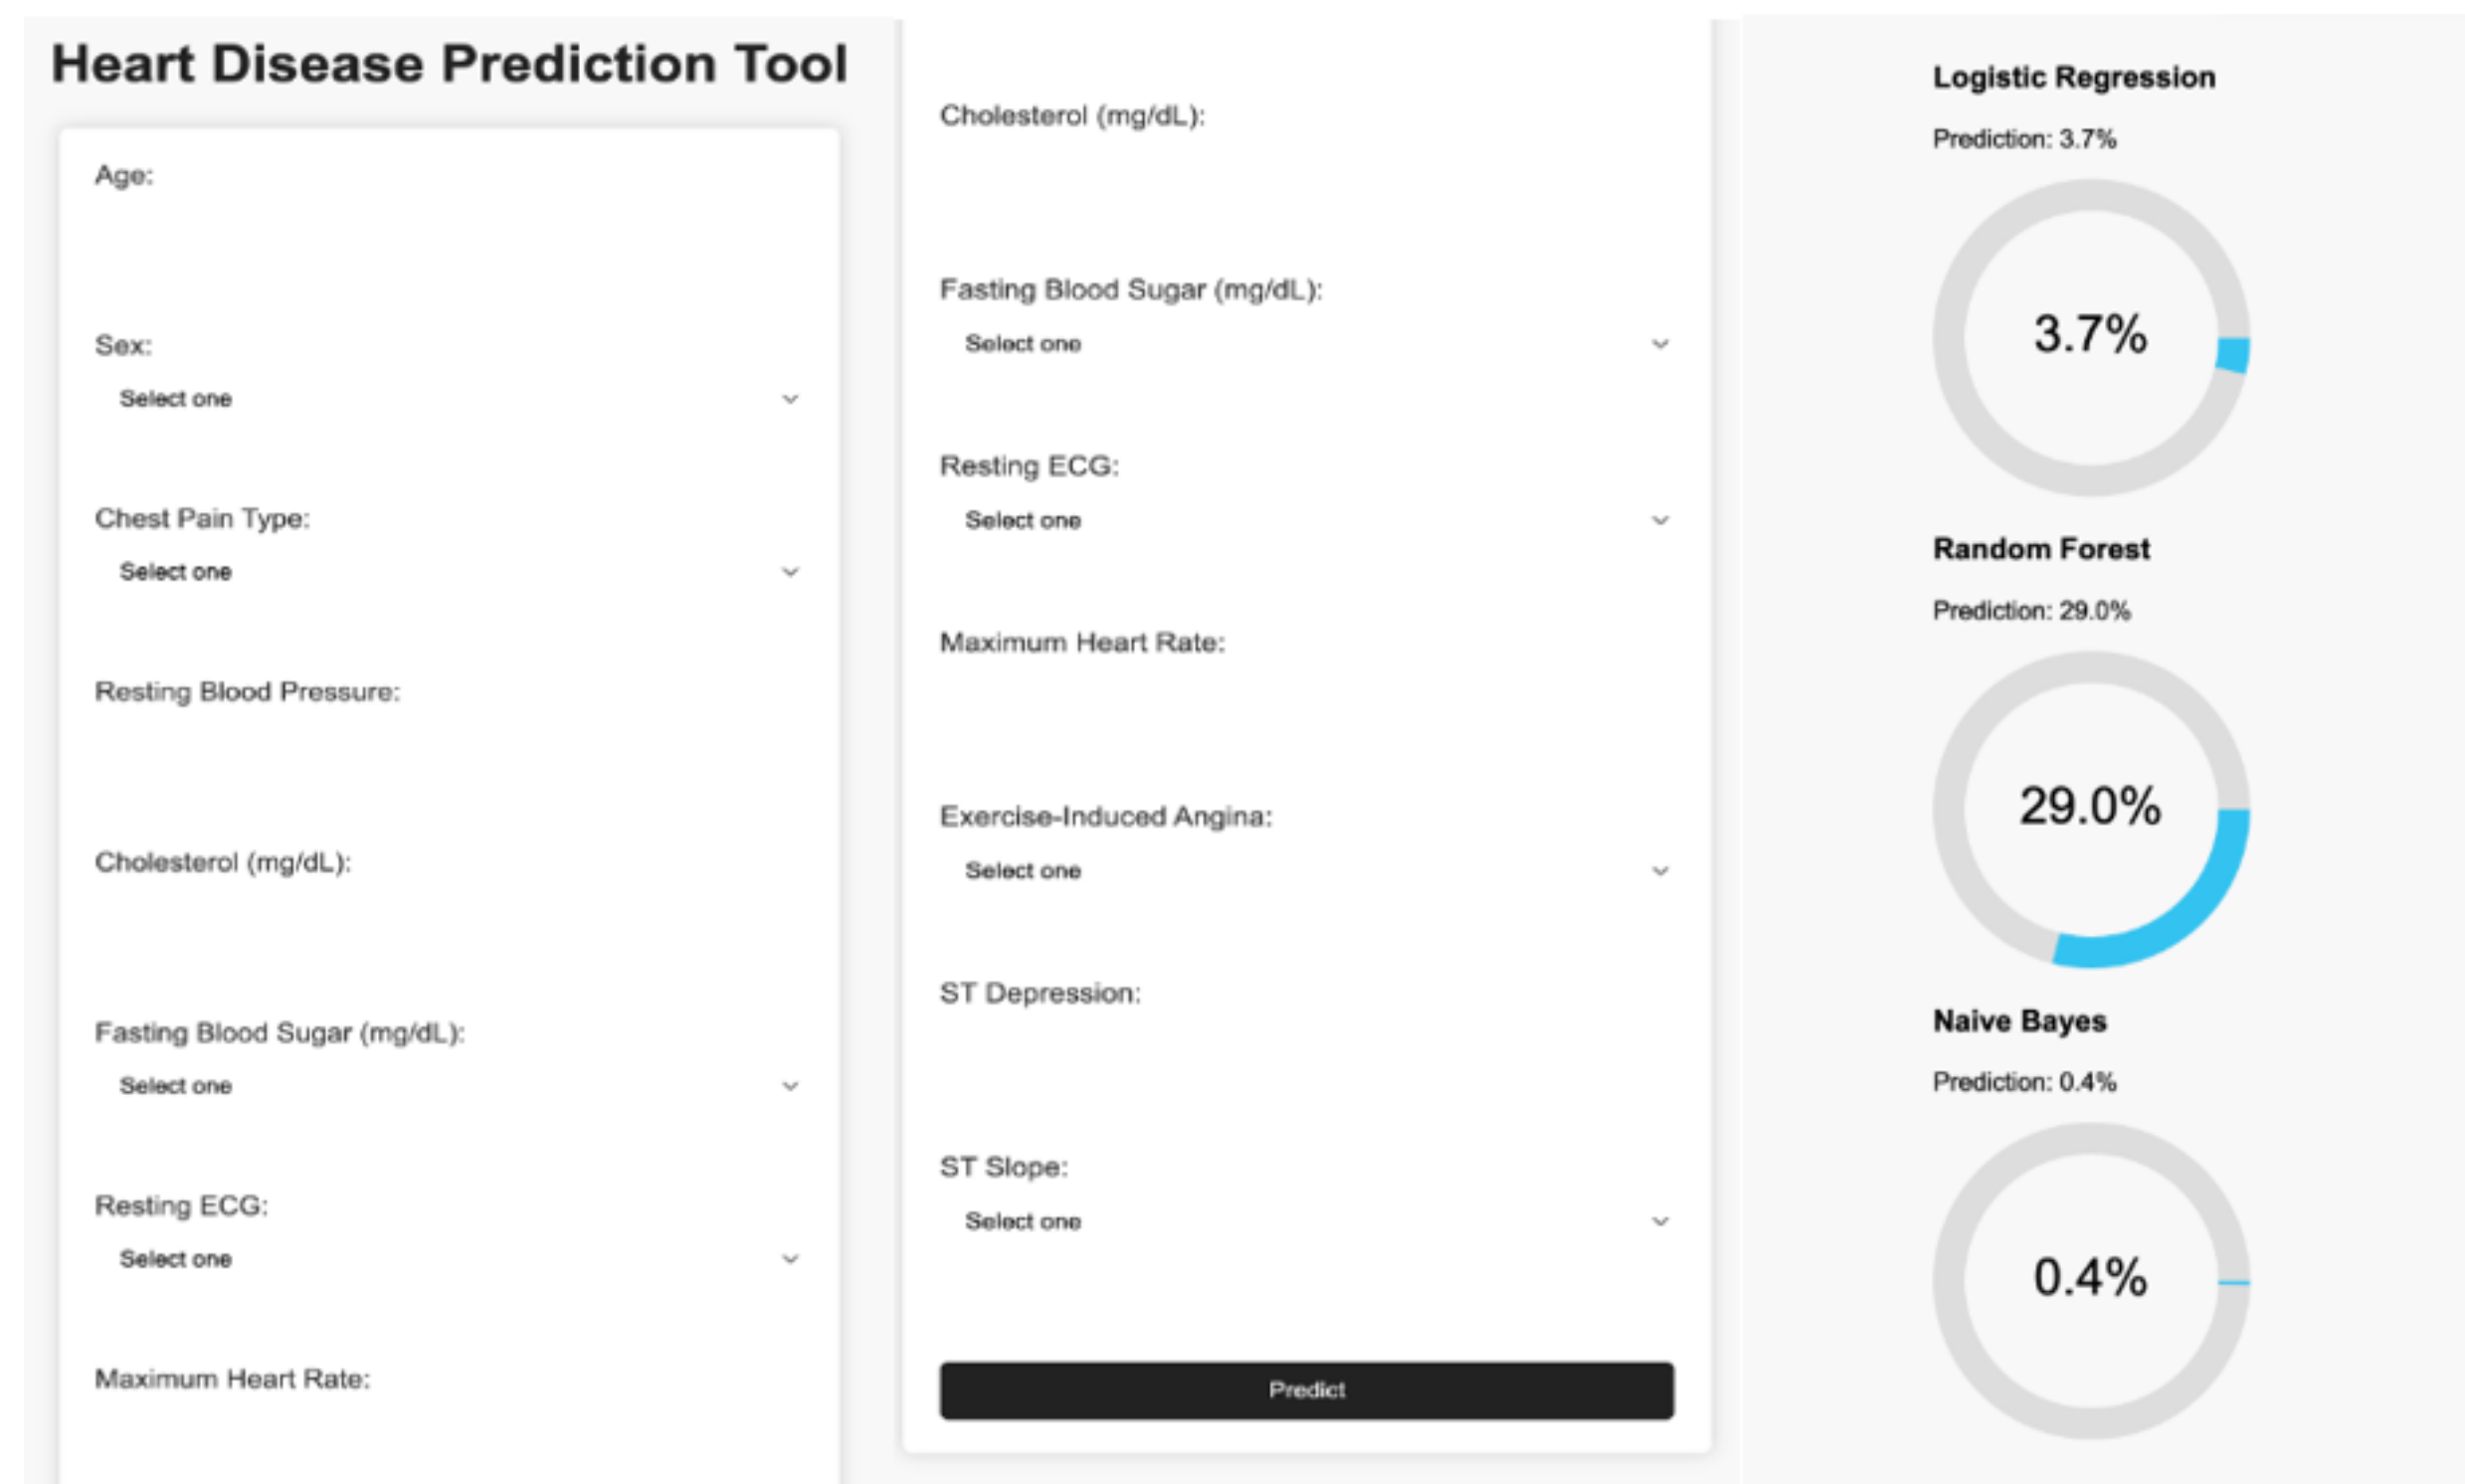 Heart Disease Prediction Tool
Age:
Sex:
Select one
Chest Pain Type:
Select one
Resting Blood Pressure:
Cholesterol (mg/dL):
Fasting Blood Sugar (mg/dL):
Select one
Resting ECG:
Select one
Maximum Heart Rate:
Cholesterol (mg/dL):
Fasting Blood Sugar (mg/dL):
Select one
Resting ECG:
Select one
Maximum Heart Rate:
Exercise-Induced Angina:
Select one
ST Depression:
ST Slope:
Select one
Predict
Logistic Regression
Prediction: 3.7%
3.7%
Random Forest
Prediction: 29.0%
29.0%
Naive Bayes
Prediction: 0.4%
0.4%